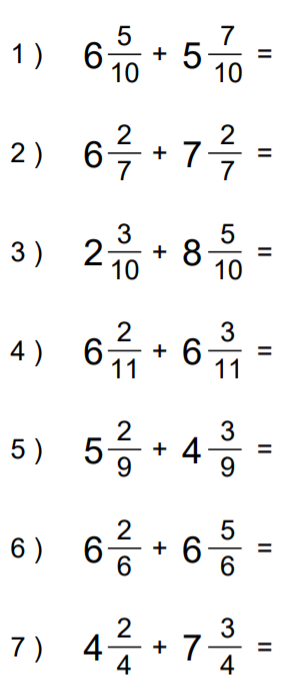 1 ) 6 5/10 + 5 7/10 =
2 ) 6 2/7 + 7 2/7 =
3 ) 2 3/10 + 8 5/10 =
4 ) 6 2/11 + 6 3/11 =
5 ) 5 2/9 + 4 3/9 =
6 ) 6 2/6 + 6 5/6 =
7 ) 4 2/4 + 7 3/4 =